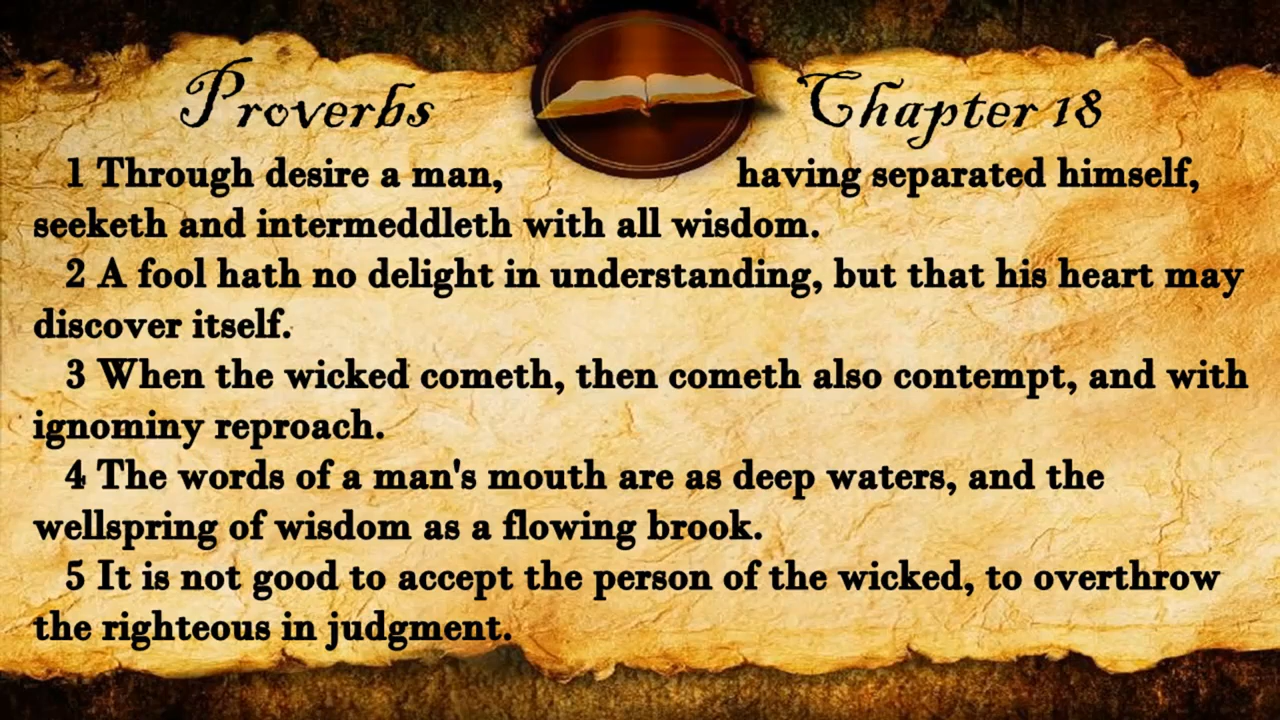 Proverbs Chapter 18
1 Through desire a man, having separated himself,
seeketh and intermeddleth with all wisdom.
2 A fool hath no delight in understanding, but that his heart may
discover itself.
3 When the wicked cometh, then cometh also contempt, and with
ignominy reproach.
4 The words of a man's mouth are as deep waters, and the
wellspring of wisdom as a flowing brook.
5 It is not good to accept the person of the wicked, to overthrow
the righteous in judgment.